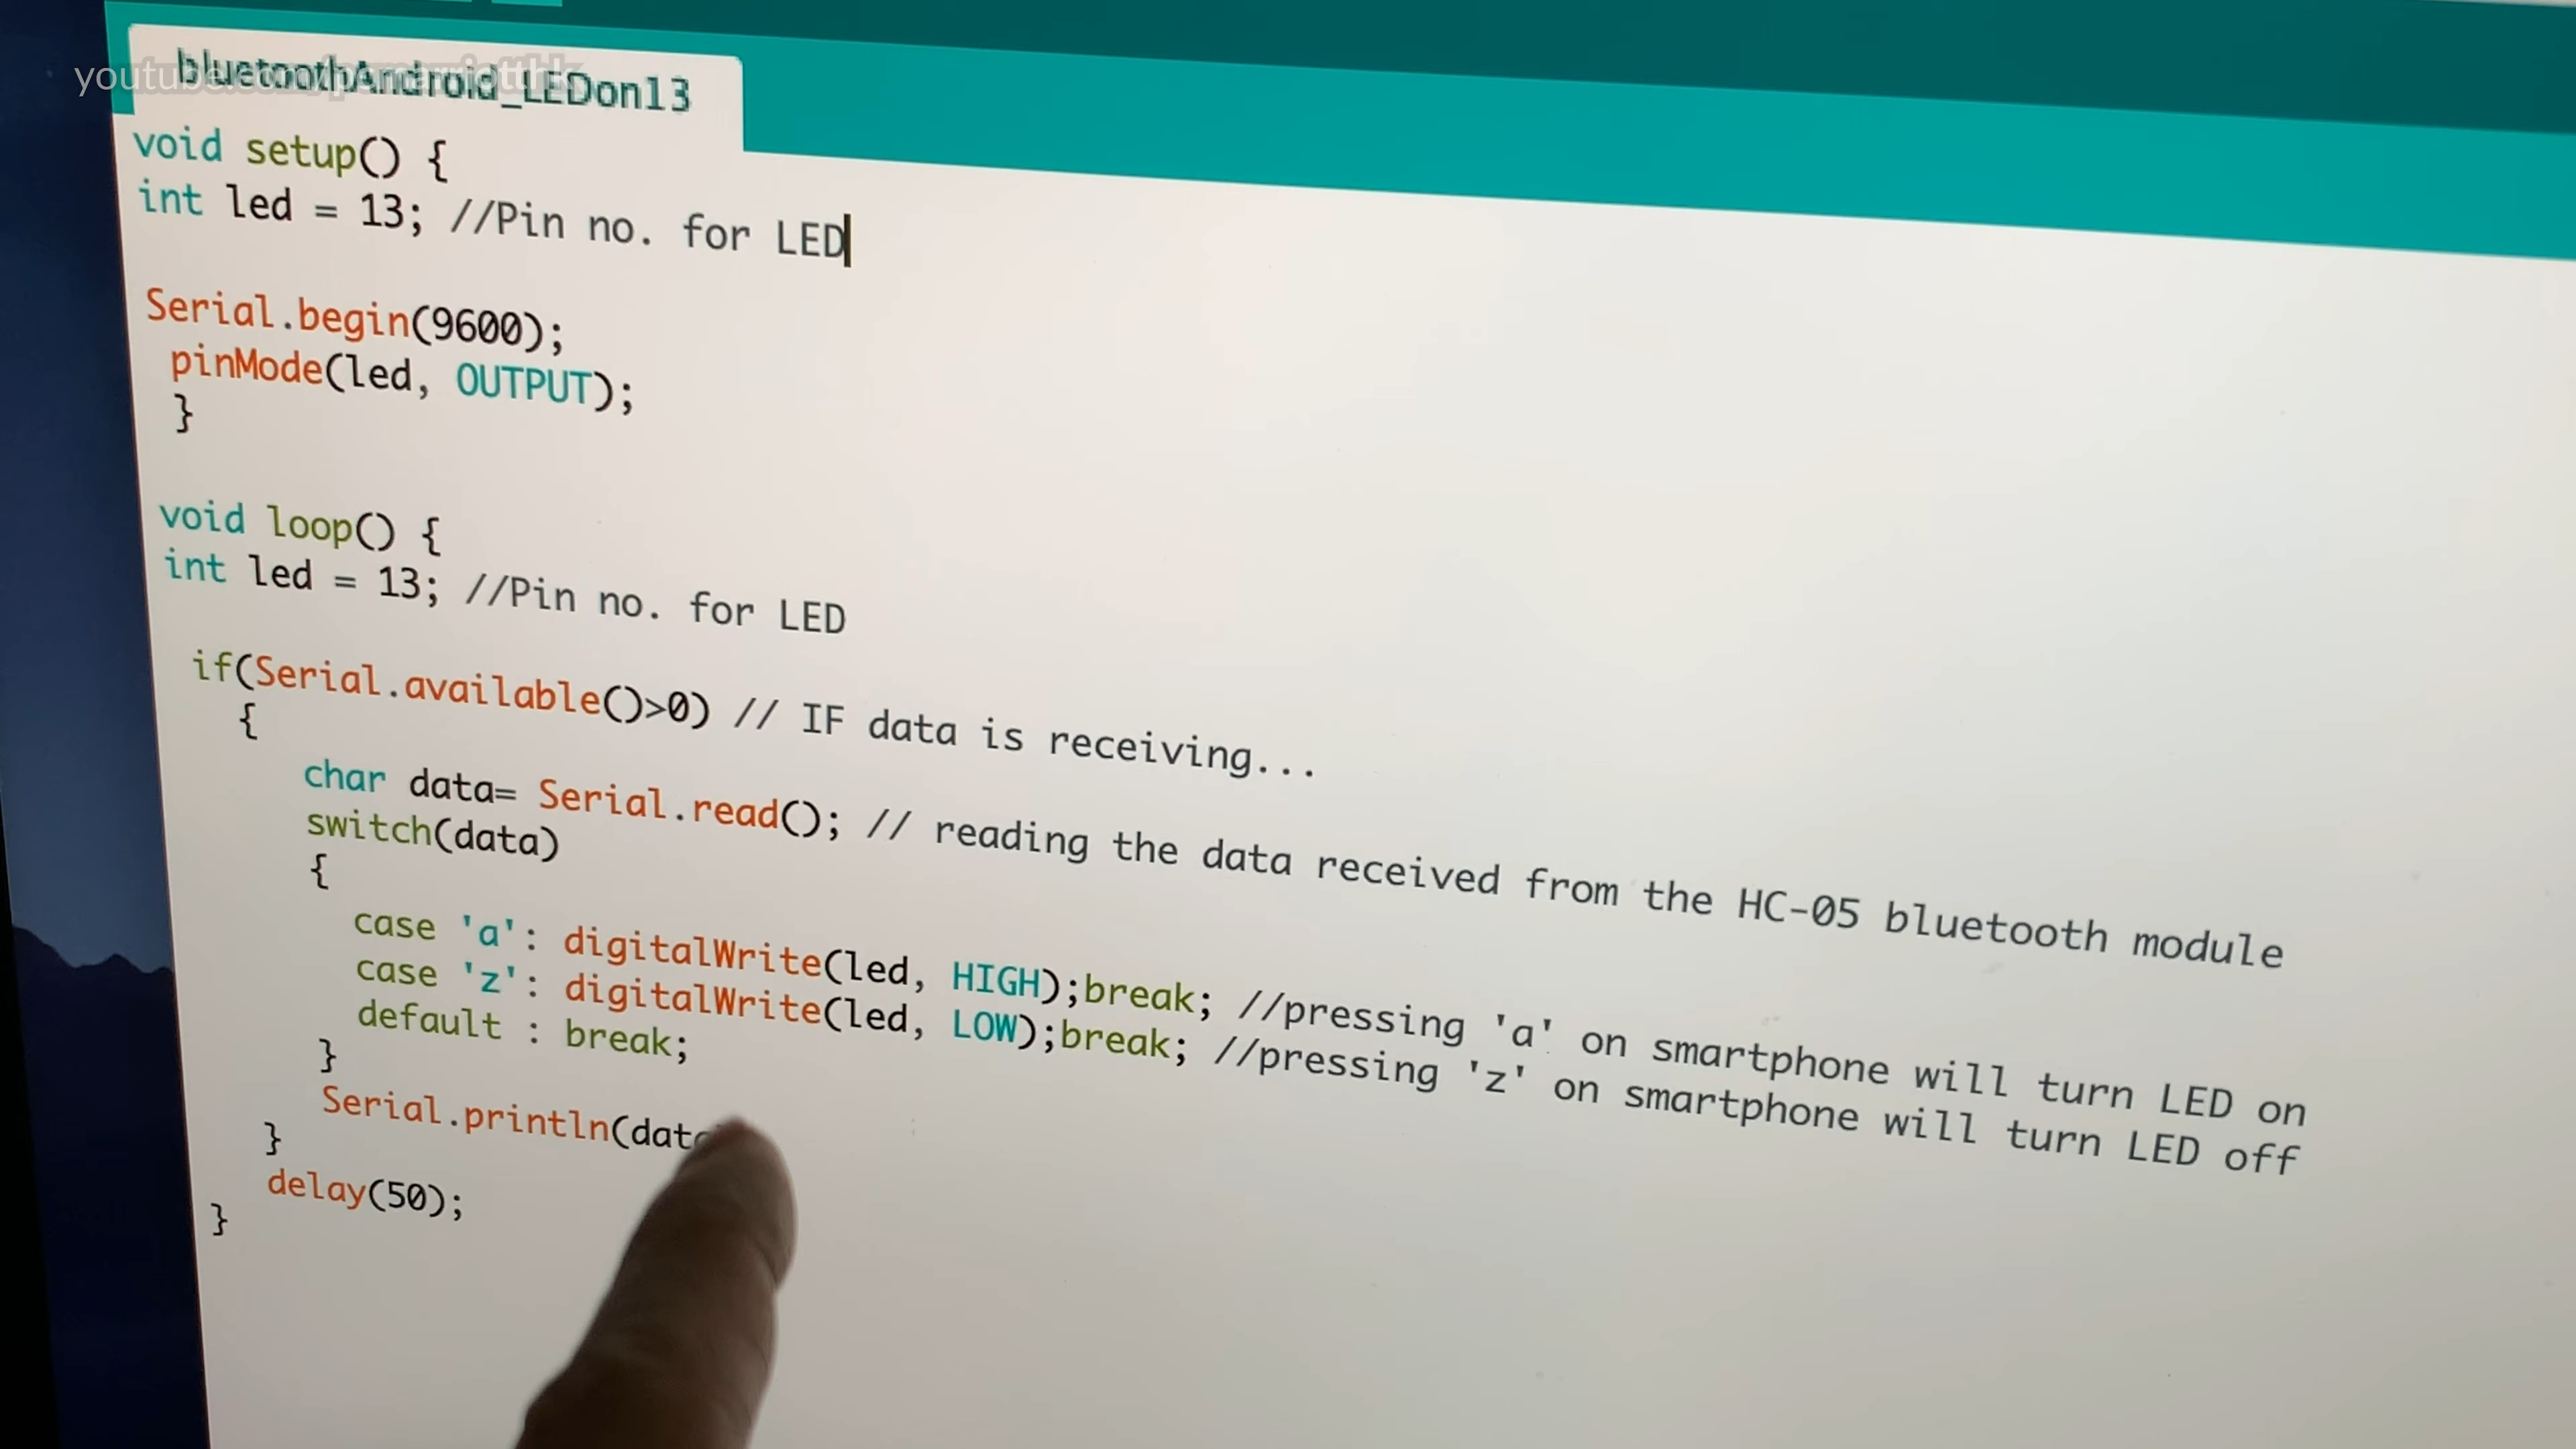 bluetoothAndroid_LEDon13
void setup() {
int led = 13; //Pin no. for LED
Serial.begin(9600);
pinMode(led, OUTPUT);
}
void loop() {
int led = 13; //Pin no. for LED
if(Serial.available()>0) // IF data is receiving...
{
char data= Serial.read(); // reading the data received from the HC-05 bluetooth module
switch(data)
{
case 'a': digitalWrite(led, HIGH);break; //pressing 'a' on smartphone will turn LED on
case 'z': digitalWrite(led, LOW);break; //pressing 'z' on smartphone will turn LED off
default : break;
}
Serial.println(
}
delay(50);
}